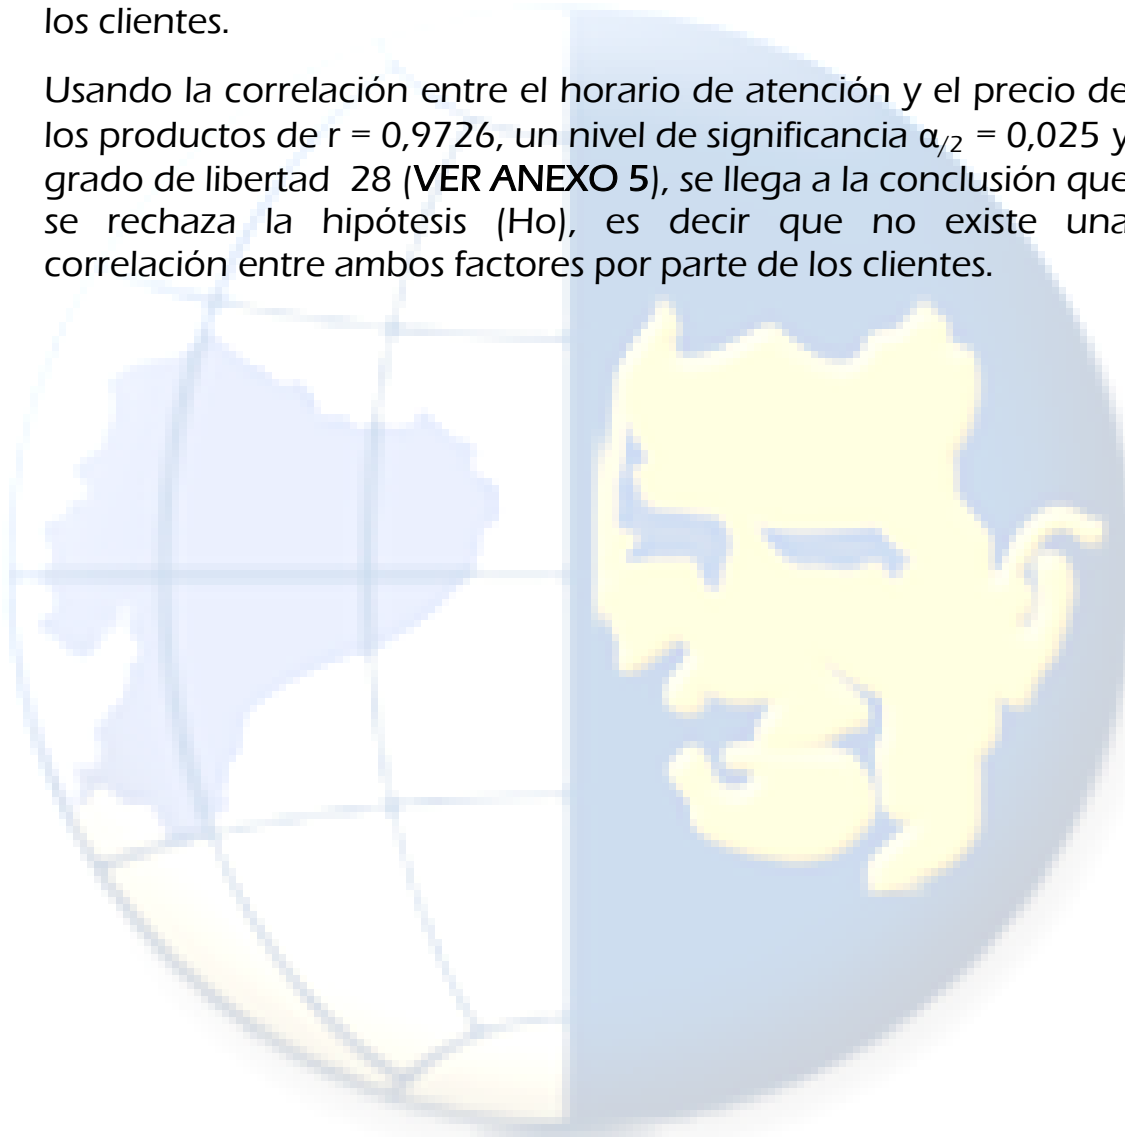 los clientes.
Usando la correlación entre el horario de atención y el precio de
los productos de r = 0,9726, un nivel de significancia α/2 = 0,025 y
grado de libertad  28 (VER ANEXO 5), se llega a la conclusión que
se rechaza la hipótesis (Ho), es decir que no existe una
correlación entre ambos factores por parte de los clientes.